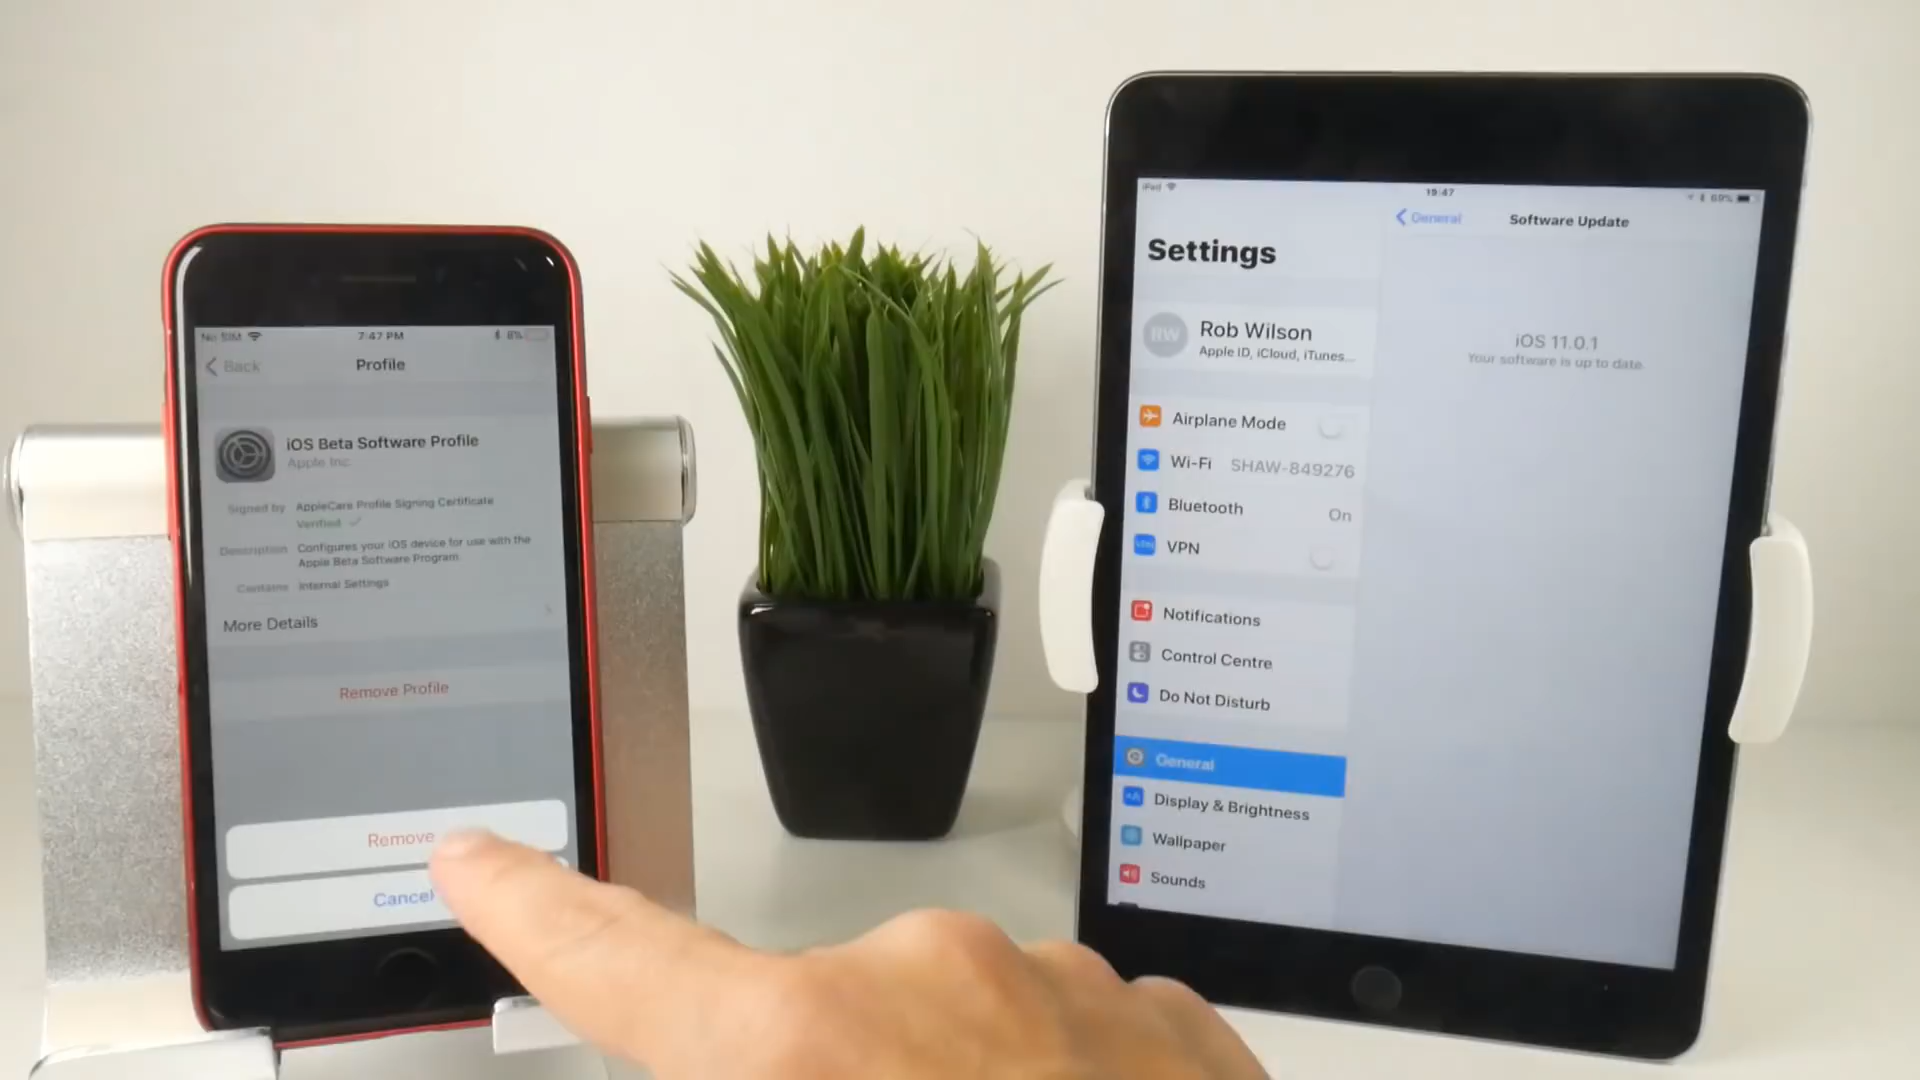 No SIM 7:47 PM 8%
Back Profile
iOS Beta Software Profile
Apple Inc.
Signed by AppleCare Profile Signing Certificate
Verified ✓
Description Configures your iOS device for use with the
Apple Beta Software Program.
Contains Internal Settings
More Details
Remove Profile
Remove
Cancel
iPad 19:47 69%
Settings
General Software Update
RW Rob Wilson
Apple ID, iCloud, iTunes...
iOS 11.0.1
Your software is up to date.
Airplane Mode
Wi-Fi SHAW-849276
Bluetooth On
VPN VPN
Notifications
Control Centre
Do Not Disturb
General
AA Display & Brightness
Wallpaper
Sounds